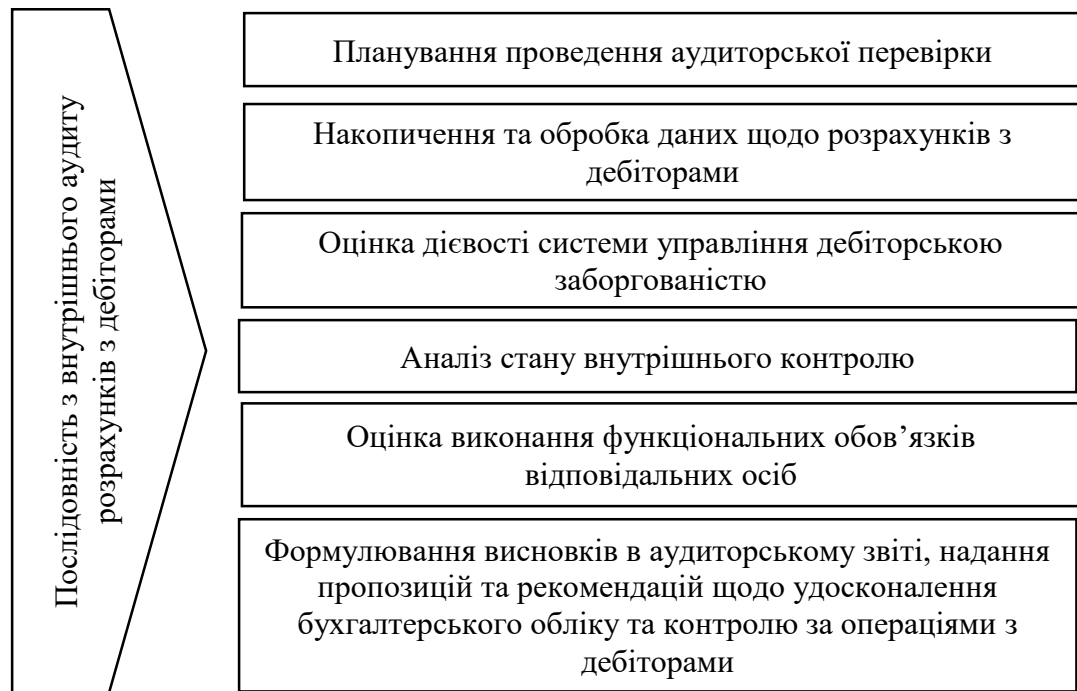 Послідовність з внутрішнього аудиту
розрахунків з дебіторами
Планування проведення аудиторської перевірки
Накопичення та обробка даних щодо розрахунків з
дебіторами
Оцінка дієвості системи управління дебіторською
заборгованістю
Аналіз стану внутрішнього контролю
Оцінка виконання функціональних обов’язків
відповідальних осіб
Формулювання висновків в аудиторському звіті, надання
пропозицій та рекомендацій щодо удосконалення
бухгалтерського обліку та контролю за операціями з
дебіторами